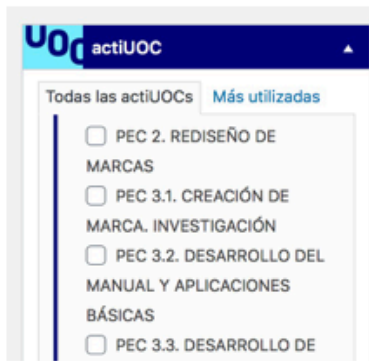 UOC actiUOC
Todas las actiUOCs Más utilizadas
PEC 2. REDISEÑO DE
MARCAS
PEC 3.1. CREACIÓN DE
MARCA. INVESTIGACIÓN
PEC 3.2. DESARROLLO DEL
MANUAL Y APLICACIONES
BÁSICAS
PEC 3.3. DESARROLLO DE